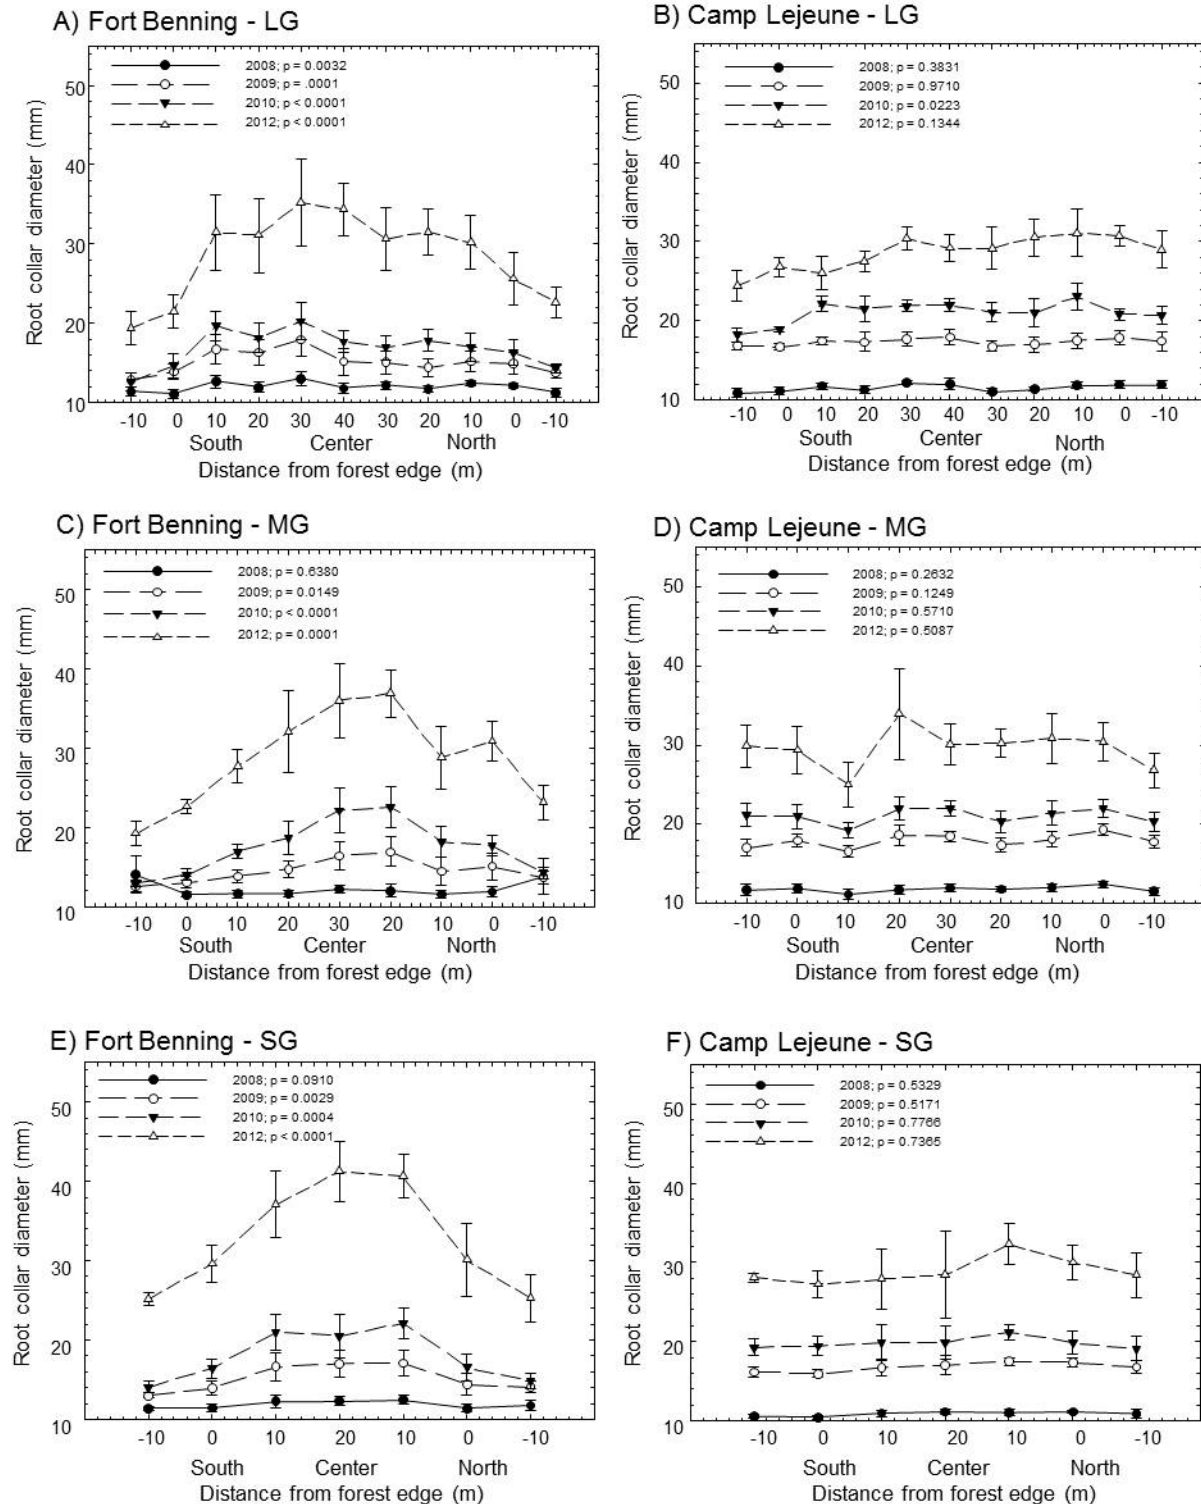 A) Fort Benning - LG
2008; p = 0.0032
2009; p = .0001
2010; p < 0.0001
2012; p < 0.0001
Root collar diameter (mm)
50
40
30
20
10
-10 0 10 20 30 40 30 20 10 0 -10
South Center North
Distance from forest edge (m)
B) Camp Lejeune - LG
2008; p = 0.3831
2009; p = 0.9710
2010; p = 0.0223
2012; p = 0.1344
Root collar diameter (mm)
50
40
30
20
10
-10 0 10 20 30 40 30 20 10 0 -10
South Center North
Distance from forest edge (m)
C) Fort Benning - MG
2008; p = 0.6380
2009; p = 0.0149
2010; p < 0.0001
2012; p = 0.0001
Root collar diameter (mm)
50
40
30
20
10
-10 0 10 20 30 20 10 0 -10
South Center North
Distance from forest edge (m)
D) Camp Lejeune - MG
2008; p = 0.2632
2009; p = 0.1249
2010; p = 0.5710
2012; p = 0.5087
Root collar diameter (mm)
50
40
30
20
10
-10 0 10 20 30 20 10 0 -10
South Center North
Distance from forest edge (m)
E) Fort Benning - SG
2008; p = 0.0910
2009; p = 0.0029
2010; p = 0.0004
2012; p < 0.0001
Root collar diameter (mm)
50
40
30
20
10
-10 0 10 20 10 0 -10
South Center North
Distance from forest edge (m)
F) Camp Lejeune - SG
2008; p = 0.5329
2009; p = 0.5171
2010; p = 0.7766
2012; p = 0.7365
Root collar diameter (mm)
50
40
30
20
10
-10 0 10 20 10 0 -10
South Center North
Distance from forest edge (m)